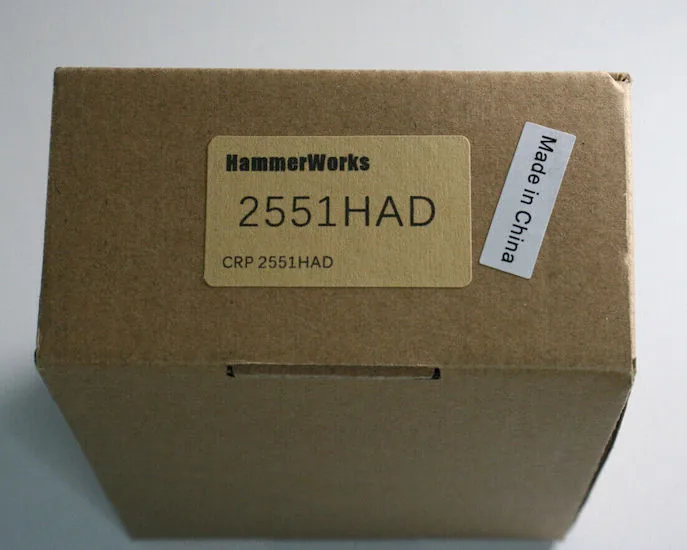 HammerWorks
2551HAD
CRP 2551HAD
Made in China